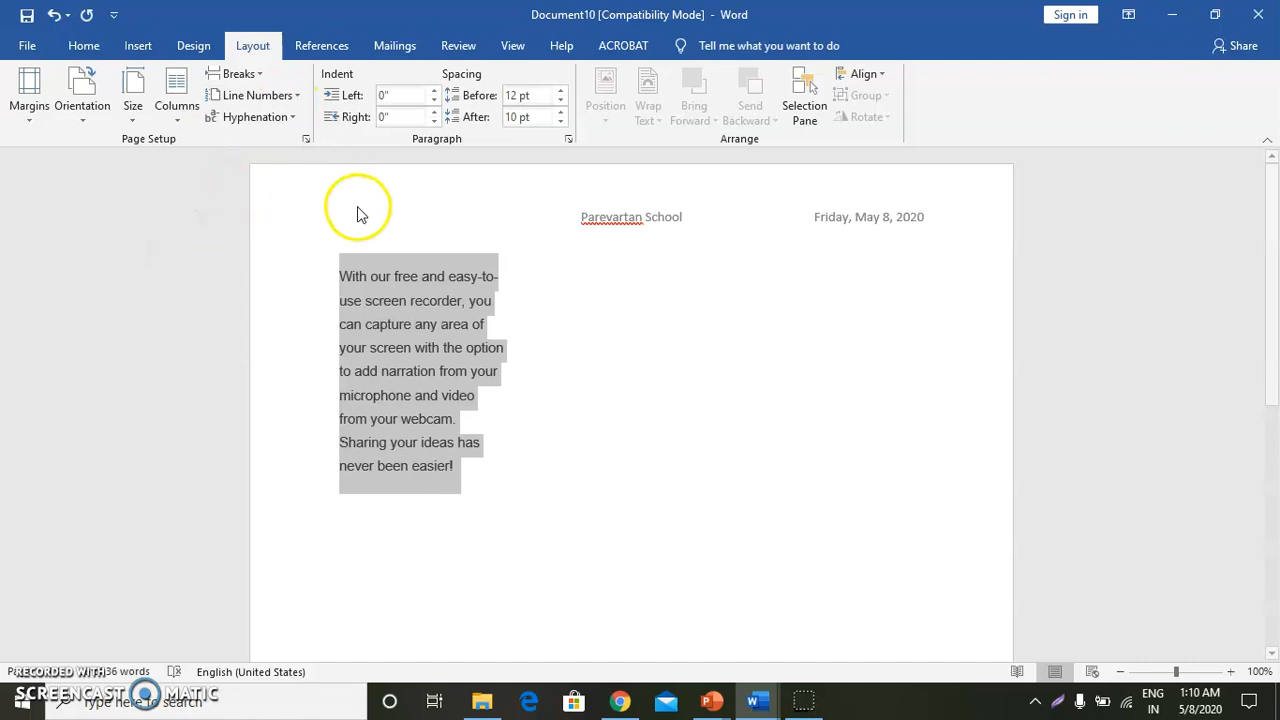 Document10 [Compatibility Mode] - Word
Sign in
File Home Insert Design Layout References Mailings Review View Help ACROBAT Tell me what you want to do Share
Margins Orientation Size Columns
Breaks
Line Numbers
Hyphenation
Page Setup
Indent Spacing
Left: 0" Before: 12 pt
Right: 0" After: 10 pt
Paragraph
Position Wrap Text Bring Forward Send Backward Selection Pane
Align
Group
Rotate
Arrange
Parevartan School Friday, May 8, 2020
With our free and easy-to-
use screen recorder, you
can capture any area of
your screen with the option
to add narration from your
microphone and video
from your webcam.
Sharing your ideas has
never been easier!
36 words English (United States) 100%
RECORDED WITH
SCREENCAST MATIC
Type here to search
ENG 1:10 AM
IN 5/8/2020